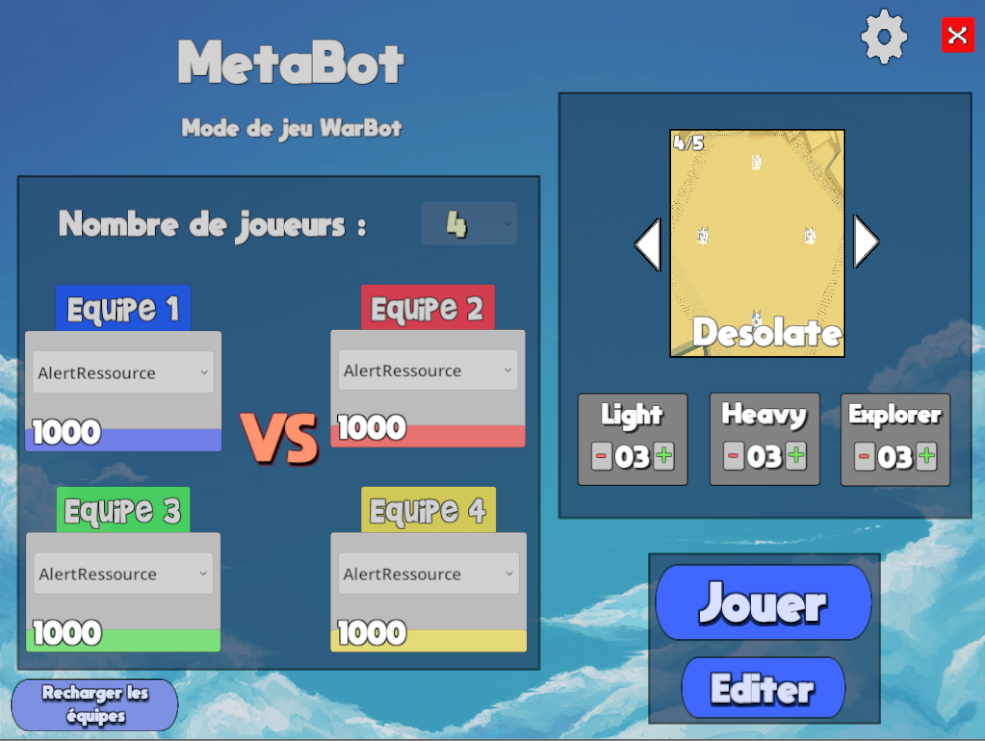 MetaBot
Mode de jeu WarBot
Nombre de joueurs :
4
Equipe 1
AlertRessource
1000
Equipe 2
AlertRessource
1000
VS
Equipe 3
AlertRessource
1000
Equipe 4
AlertRessource
1000
Recharger les
équipes
4/5
Desolate
Light
- 03 +
Heavy
- 03 +
Explorer
- 03 +
Jouer
Editer